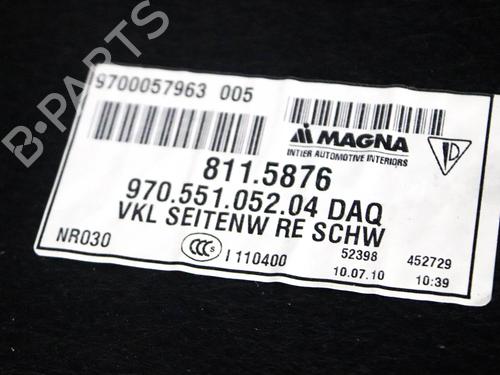 B-PARTS
9700057963 005
MAGNA
INTIER AUTOMOTIVE INTERIORS
811.5876
970.551.052.04 DAQ
VKL SEITENW RE SCHW
NR030
CCC S
I 110400
52398
452729
10.07.10
10:39